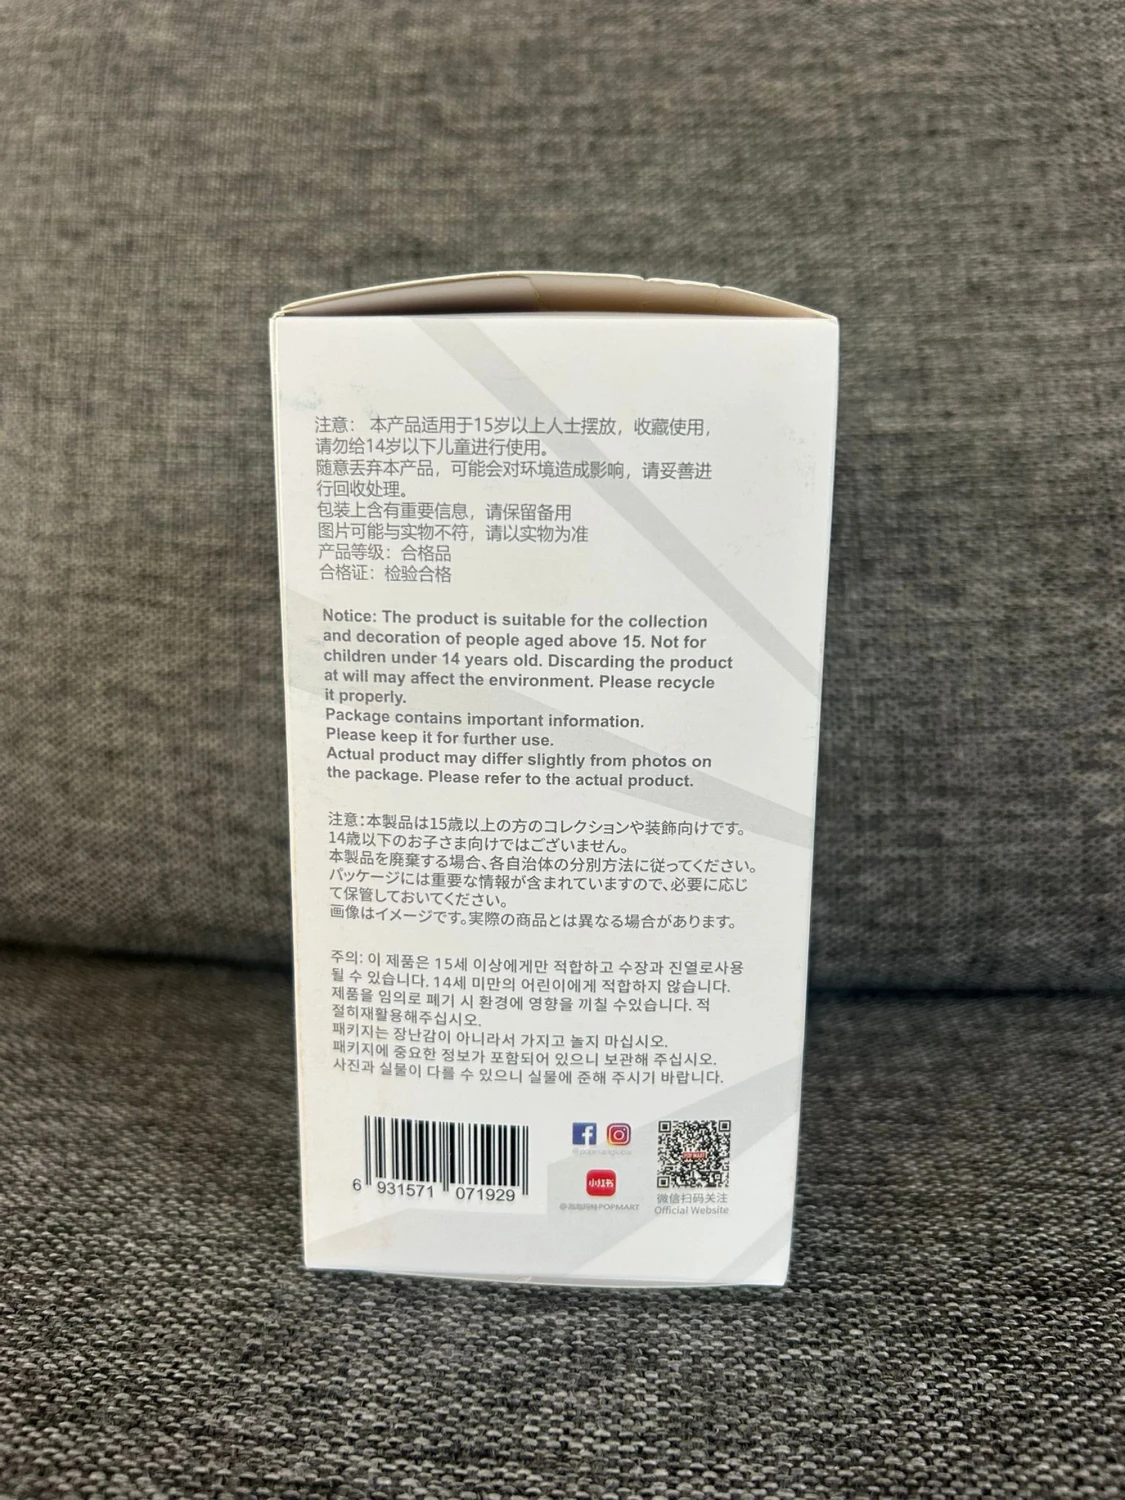 注意： 本产品适用于15岁以上人士摆放，收藏使用，
请勿给14岁以下儿童进行使用。
随意丢弃本产品，可能会对环境造成影响，请妥善进
行回收处理。
包装上含有重要信息，请保留备用
图片可能与实物不符，请以实物为准
产品等级：合格品
合格证：检验合格
Notice: The product is suitable for the collection
and decoration of people aged above 15. Not for
children under 14 years old. Discarding the product
at will may affect the environment. Please recycle
it properly.
Package contains important information.
Please keep it for further use.
Actual product may differ slightly from photos on
the package. Please refer to the actual product.
注意：本製品は15歳以上の方のコレクションや装飾向けです。
14歳以下のお子さま向けではございません。
本製品を廃棄する場合、各自治体の分別方法に従ってください。
パッケージには重要な情報が含まれていますので、必要に応じ
て保管しておいてください。
画像はイメージです。実際の商品とは異なる場合があります。
주의: 이 제품은 15세 이상에게만 적합하고 수장과 진열로사용
될 수 있습니다. 14세 미만의 어린이에게 적합하지 않습니다.
제품을 임의로 폐기 시 환경에 영향을 끼칠 수있습니다. 적
절히재활용해주십시오.
패키지는 장난감이 아니라서 가지고 놀지 마십시오.
패키지에 중요한 정보가 포함되어 있으니 보관해 주십시오.
사진과 실물이 다를 수 있으니 실물에 준해 주시기 바랍니다.
6 931571 071929
小红书
POPMART
POP MART
微信扫码关注
Official Website